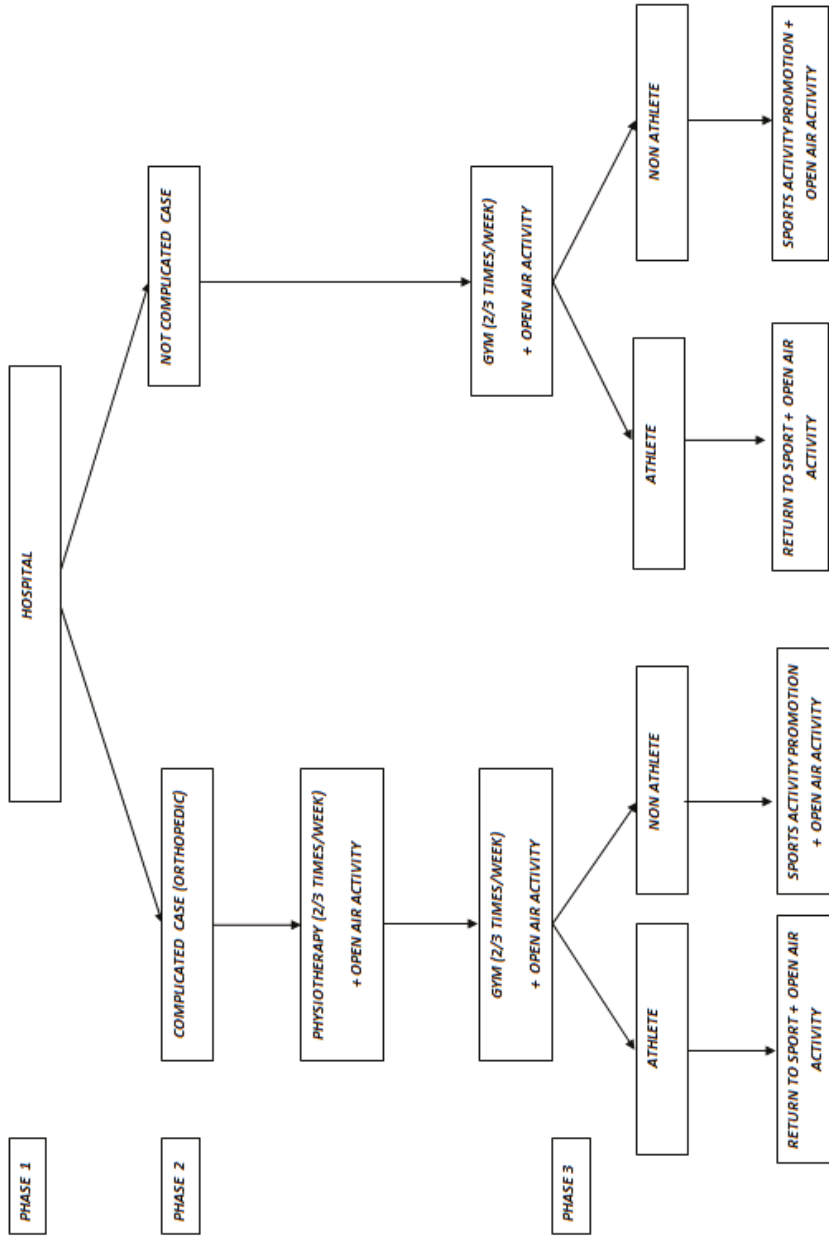 PHASE 1
HOSPITAL
PHASE 2
COMPLICATED CASE (ORTHOPEDIC)
NOT COMPLICATED CASE
PHYSIOTHERAPY (2/3 TIMES/WEEK)
+ OPEN AIR ACTIVITY
GYM (2/3 TIMES/WEEK)
+ OPEN AIR ACTIVITY
GYM (2/3 TIMES/WEEK)
+ OPEN AIR ACTIVITY
PHASE 3
ATHLETE
NON ATHLETE
ATHLETE
NON ATHLETE
RETURN TO SPORT + OPEN AIR
ACTIVITY
SPORTS ACTIVITY PROMOTION
+ OPEN AIR ACTIVITY
RETURN TO SPORT + OPEN AIR
ACTIVITY
SPORTS ACTIVITY PROMOTION +
OPEN AIR ACTIVITY